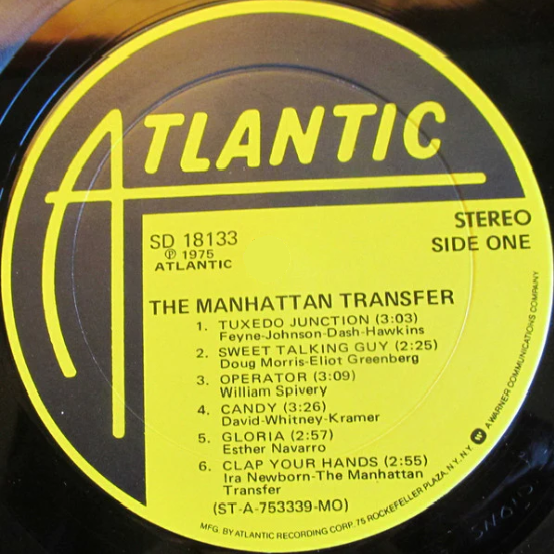 ATLANTIC
STEREO
SIDE ONE
SD 18133
℗ 1975
ATLANTIC
THE MANHATTAN TRANSFER
1. TUXEDO JUNCTION (3:03)
Feyne-Johnson-Dash-Hawkins
2. SWEET TALKING GUY (2:25)
Doug Morris-Eliot Greenberg
3. OPERATOR (3:09)
William Spivery
4. CANDY (3:26)
David-Whitney-Kramer
5. GLORIA (2:57)
Esther Navarro
6. CLAP YOUR HANDS (2:55)
Ira Newborn-The Manhattan
Transfer
(ST-A-753339-MO)
MFG. BY ATLANTIC RECORDING CORP. 75 ROCKEFELLER PLAZA, N.Y. N.Y. A WARNER COMMUNICATIONS COMPANY